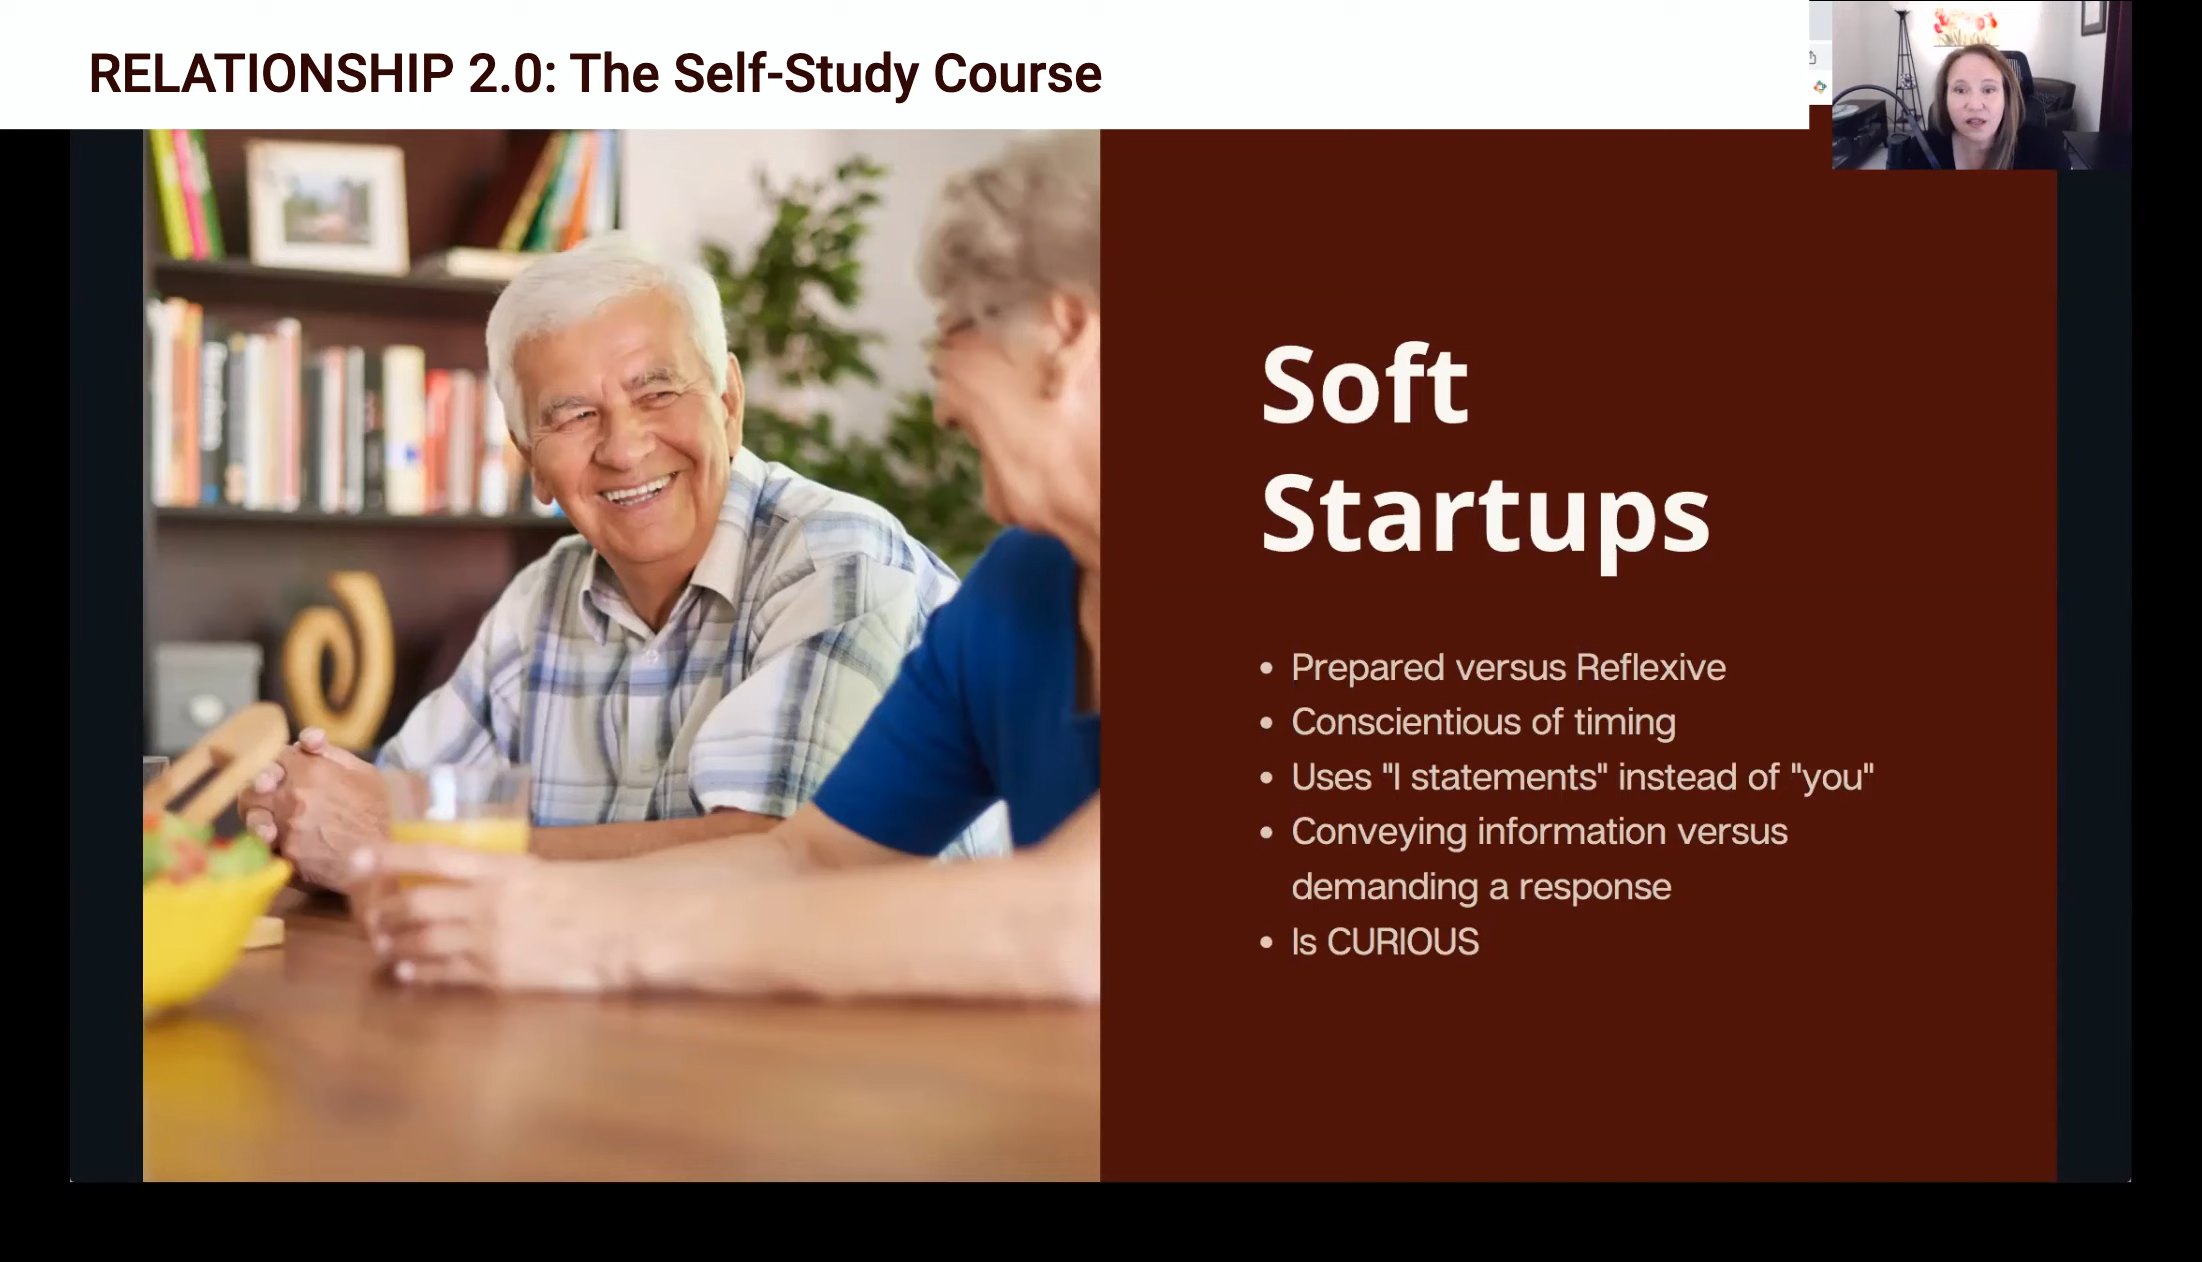 RELATIONSHIP 2.0: The Self-Study Course
Soft
Startups
• Prepared versus Reflexive
• Conscientious of timing
• Uses "I statements" instead of "you"
• Conveying information versus
demanding a response
• Is CURIOUS